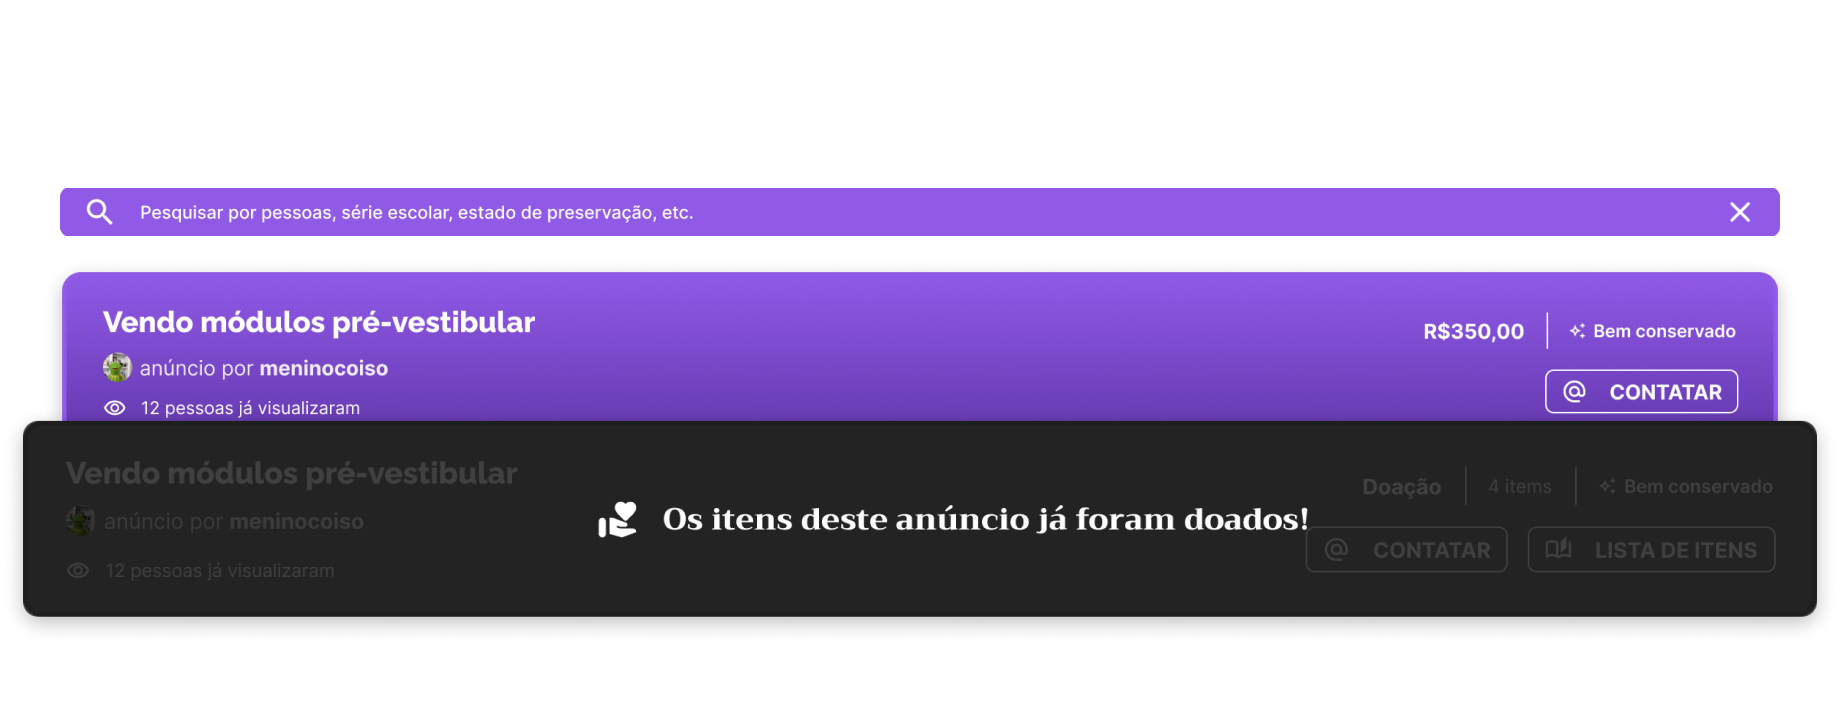 Pesquisar por pessoas, série escolar, estado de preservação, etc.
Vendo módulos pré-vestibular
R$350,00
Bem conservado
anúncio por meninocoiso
CONTATAR
12 pessoas já visualizaram
Vendo módulos pré-vestibular
Doação
4 items
Bem conservado
Os itens deste anúncio já foram doados!
anúncio por meninocoiso
CONTATAR
LISTA DE ITENS
12 pessoas já visualizaram